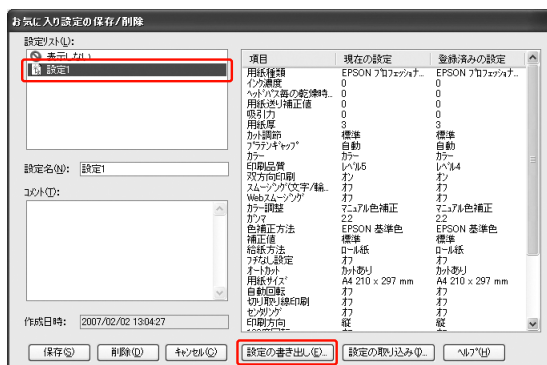 お気に入り設定の保存/削除
設定リスト(L):
表示しない
設定1
設定名(N): 設定1
コメント(T):
作成日時: 2007/02/02 13:04:27
項目 現在の設定 登録済みの設定
用紙種類 EPSON プロフェッショナ... EPSON プロフェッショナ...
インク濃度 0 0
ヘッドパス毎の乾燥時... 0 0
用紙送り補正値 0 0
吸引力 0 0
用紙厚 3 3
カット調節 標準 標準
プラテンギャップ 自動 自動
カラー カラー カラー
印刷品質 レベル5 レベル4
双方向印刷 オン オン
スムージング(文字/輪... オフ オフ
Webスムージング オフ オフ
カラー調整 マニュアル色補正 マニュアル色補正
ガンマ 2.2 2.2
色補正方法 EPSON 基準色 EPSON 基準色
補正値 標準 標準
給紙方法 ロール紙 ロール紙
フチなし設定 オフ オフ
オートカット カットあり カットあり
用紙サイズ A4 210 x 297 mm A4 210 x 297 mm
自動回転 オフ オフ
切り取り線印刷 オフ オフ
センタリング オフ オフ
印刷方向 縦 縦
保存(S) 削除(D) キャンセル(C) 設定の書き出し(E)... 設定の取り込み(I)... ヘルプ(H)